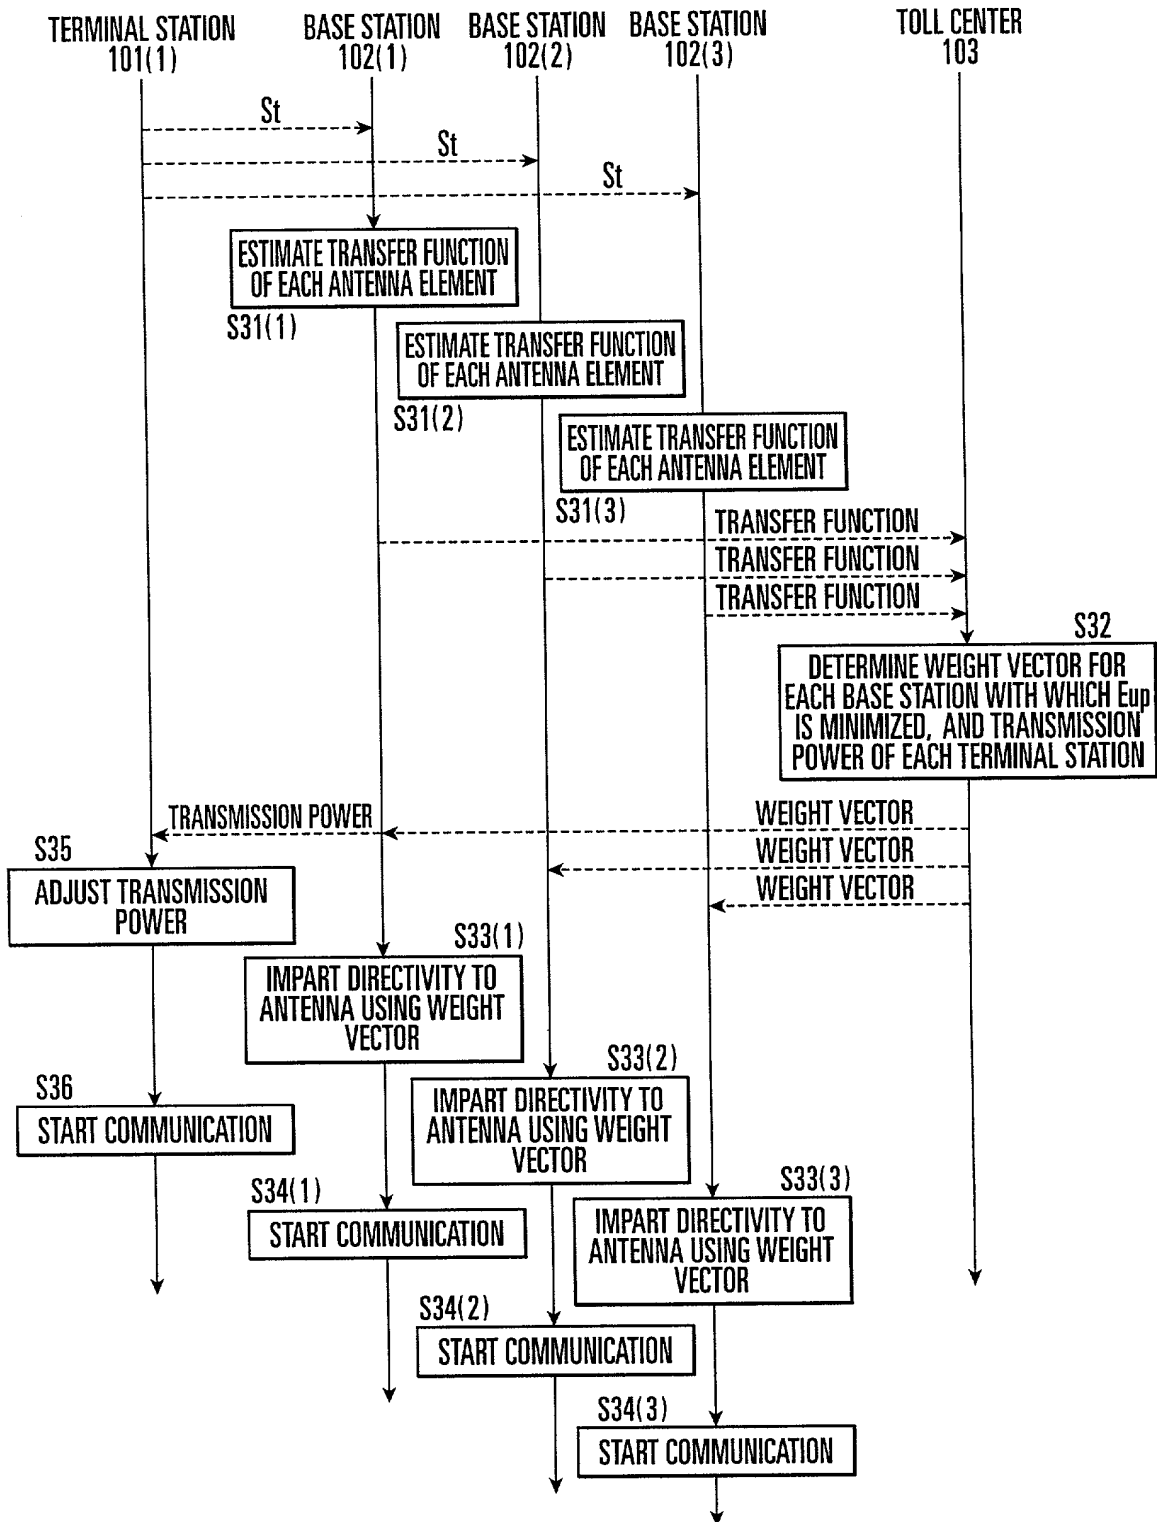 TERMINAL STATION
101(1)
BASE STATION
102(1)
BASE STATION
102(2)
BASE STATION
102(3)
TOLL CENTER
103
St
St
St
ESTIMATE TRANSFER FUNCTION
OF EACH ANTENNA ELEMENT
S31(1)
ESTIMATE TRANSFER FUNCTION
OF EACH ANTENNA ELEMENT
S31(2)
ESTIMATE TRANSFER FUNCTION
OF EACH ANTENNA ELEMENT
S31(3)
TRANSFER FUNCTION
TRANSFER FUNCTION
TRANSFER FUNCTION
S32
DETERMINE WEIGHT VECTOR FOR
EACH BASE STATION WITH WHICH Eup
IS MINIMIZED, AND TRANSMISSION
POWER OF EACH TERMINAL STATION
TRANSMISSION POWER
WEIGHT VECTOR
WEIGHT VECTOR
WEIGHT VECTOR
S35
ADJUST TRANSMISSION
POWER
S33(1)
IMPART DIRECTIVITY TO
ANTENNA USING WEIGHT
VECTOR
S33(2)
IMPART DIRECTIVITY TO
ANTENNA USING WEIGHT
VECTOR
S36
START COMMUNICATION
S33(3)
IMPART DIRECTIVITY TO
ANTENNA USING WEIGHT
VECTOR
S34(1)
START COMMUNICATION
S34(2)
START COMMUNICATION
S34(3)
START COMMUNICATION